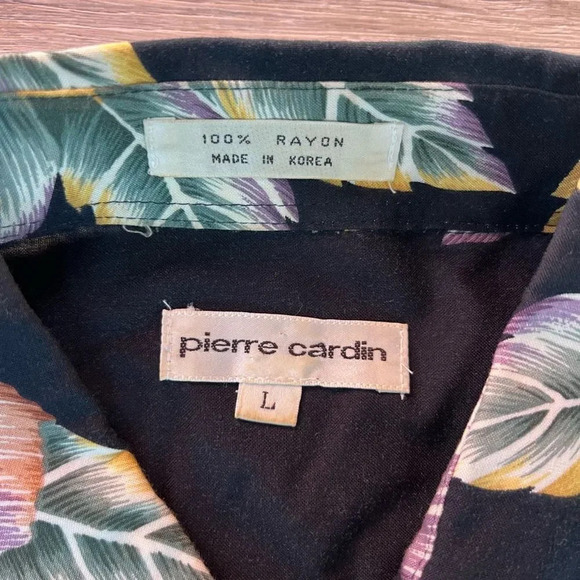 100% RAYON
MADE IN KOREA
pierre cardin
L